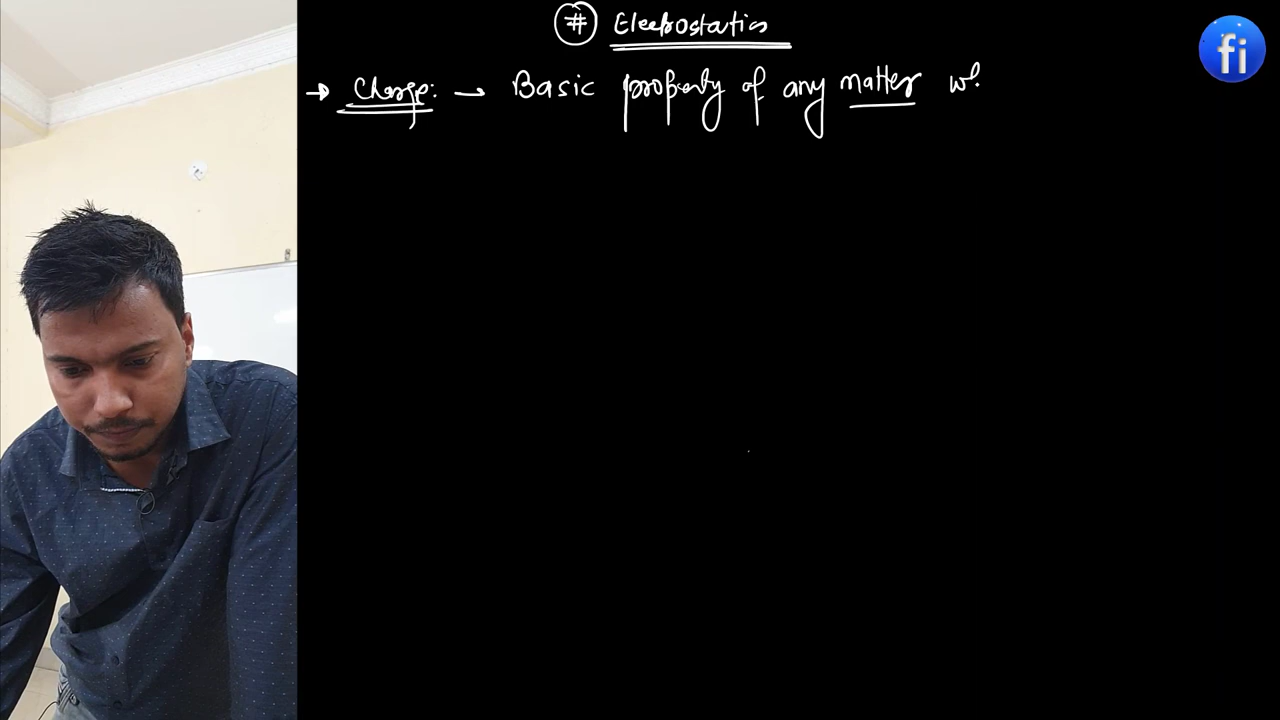 # Electrostatics
fi
→ Charge: → Basic property of any matter